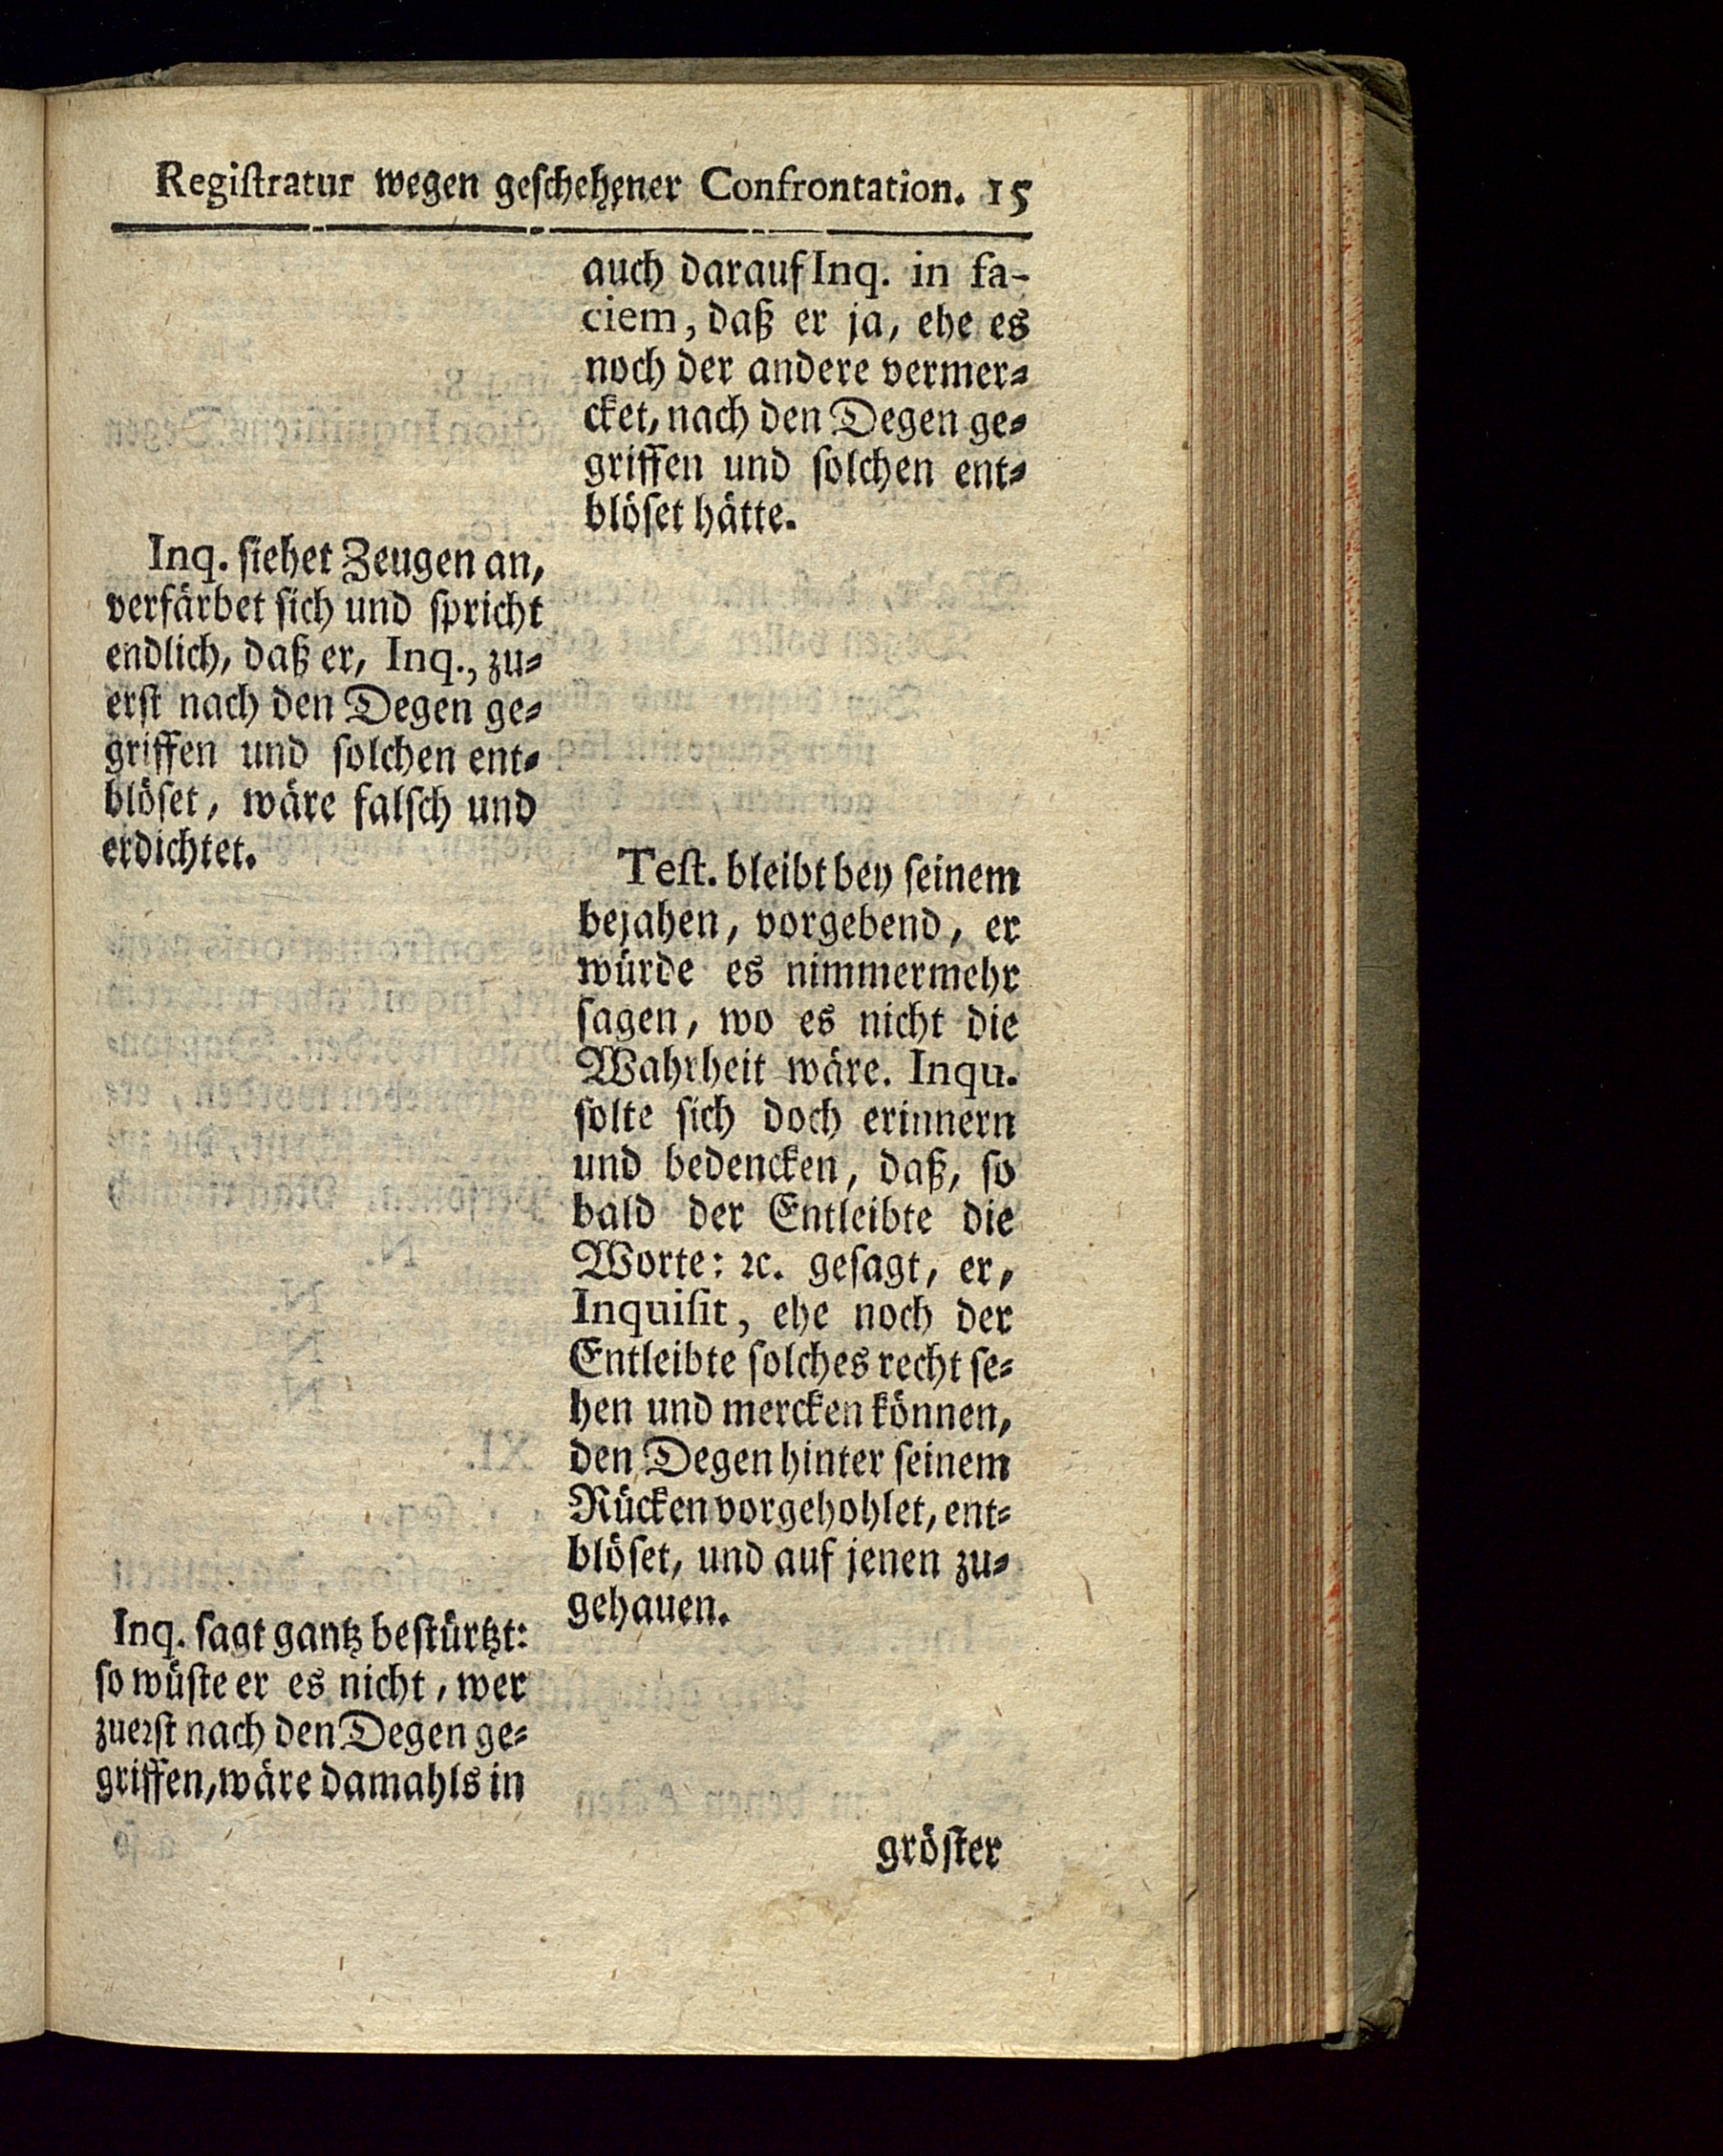 Registratur wegen geschehener Confrontation. 15
auch darauf Inq. in fa-
ciem, daß er ja, ehe es
noch der andere vermer-
cket, nach den Degen ge-
griffen und solchen ent-
blöset hätte.
Inq. siehet Zeugen an,
verfärbet sich und spricht
endlich, daß er, Inq., zu-
erst nach den Degen ge-
griffen und solchen ent-
blöset, wäre falsch und
erdichtet.
Test. bleibt bey seinem
bejahen, vorgebend, er
würde es nimmermehr
sagen, wo es nicht die
Wahrheit wäre. Inqu.
solte sich doch erinnern
und bedencken, daß, so
bald der Entleibte die
Worte: ꝛc. gesagt, er,
Inquisit, ehe noch der
Entleibte solches recht se-
hen und mercken können,
den Degen hinter seinem
Rücken vorgehohlet, ent-
blöset, und auf jenen zu-
gehauen.
Inq. sagt gantz bestürtzt:
so wüste er es nicht, wer
zuerst nach den Degen ge-
griffen, wäre damahls in
gröster